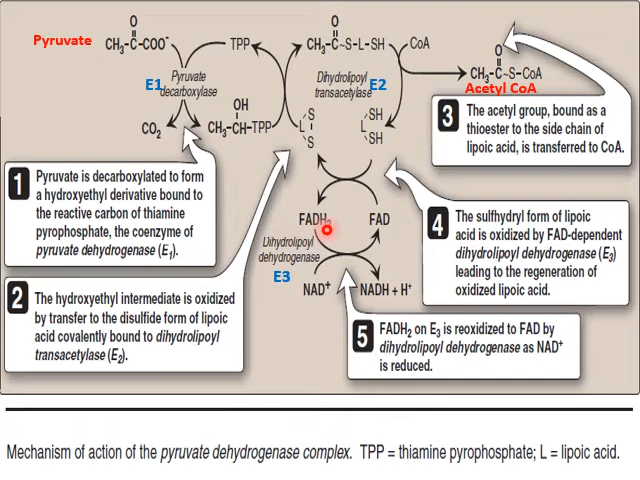 Pyruvate
O
CH₃-C-COO⁻
TPP
O
CH₃-C~S-L-SH
CoA
O
CH₃-C~S-CoA
Acetyl CoA
E1
Pyruvate
decarboxylase
Dihydrolipoyl
transacetylase
E2
CO₂
OH
CH₃-CH-TPP
S
L
S
SH
L
SH
3
The acetyl group, bound as a
thioester to the side chain of
lipoic acid, is transferred to CoA.
1
Pyruvate is decarboxylated to form
a hydroxyethyl derivative bound to
the reactive carbon of thiamine
pyrophosphate, the coenzyme of
pyruvate dehydrogenase (E₁).
FADH₂
FAD
Dihydrolipoyl
dehydrogenase
E3
NAD⁺
NADH + H⁺
4
The sulfhydryl form of lipoic
acid is oxidized by FAD-dependent
dihydrolipoyl dehydrogenase (E₃)
leading to the regeneration of
oxidized lipoic acid.
2
The hydroxyethyl intermediate is oxidized
by transfer to the disulfide form of lipoic
acid covalently bound to dihydrolipoyl
transacetylase (E₂).
5
FADH₂ on E₃ is reoxidized to FAD by
dihydrolipoyl dehydrogenase as NAD⁺
is reduced.
Mechanism of action of the pyruvate dehydrogenase complex. TPP = thiamine pyrophosphate; L = lipoic acid.